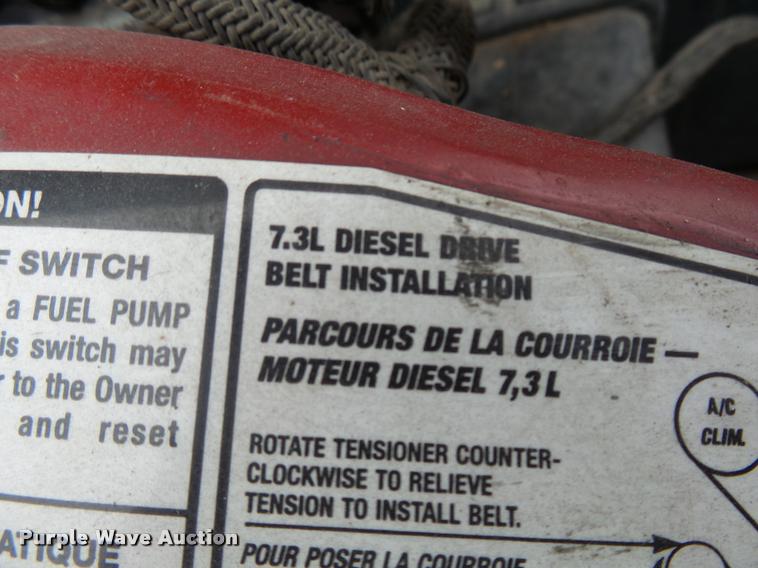 ON!
F SWITCH
a FUEL PUMP
is switch may
r to the Owner
and reset
ATIQUE
7.3L DIESEL DRIVE
BELT INSTALLATION
PARCOURS DE LA COURROIE —
MOTEUR DIESEL 7,3 L
A/C
CLIM.
ROTATE TENSIONER COUNTER-
CLOCKWISE TO RELIEVE
TENSION TO INSTALL BELT.
POUR POSER LA COURROIE
Purple Wave Auction